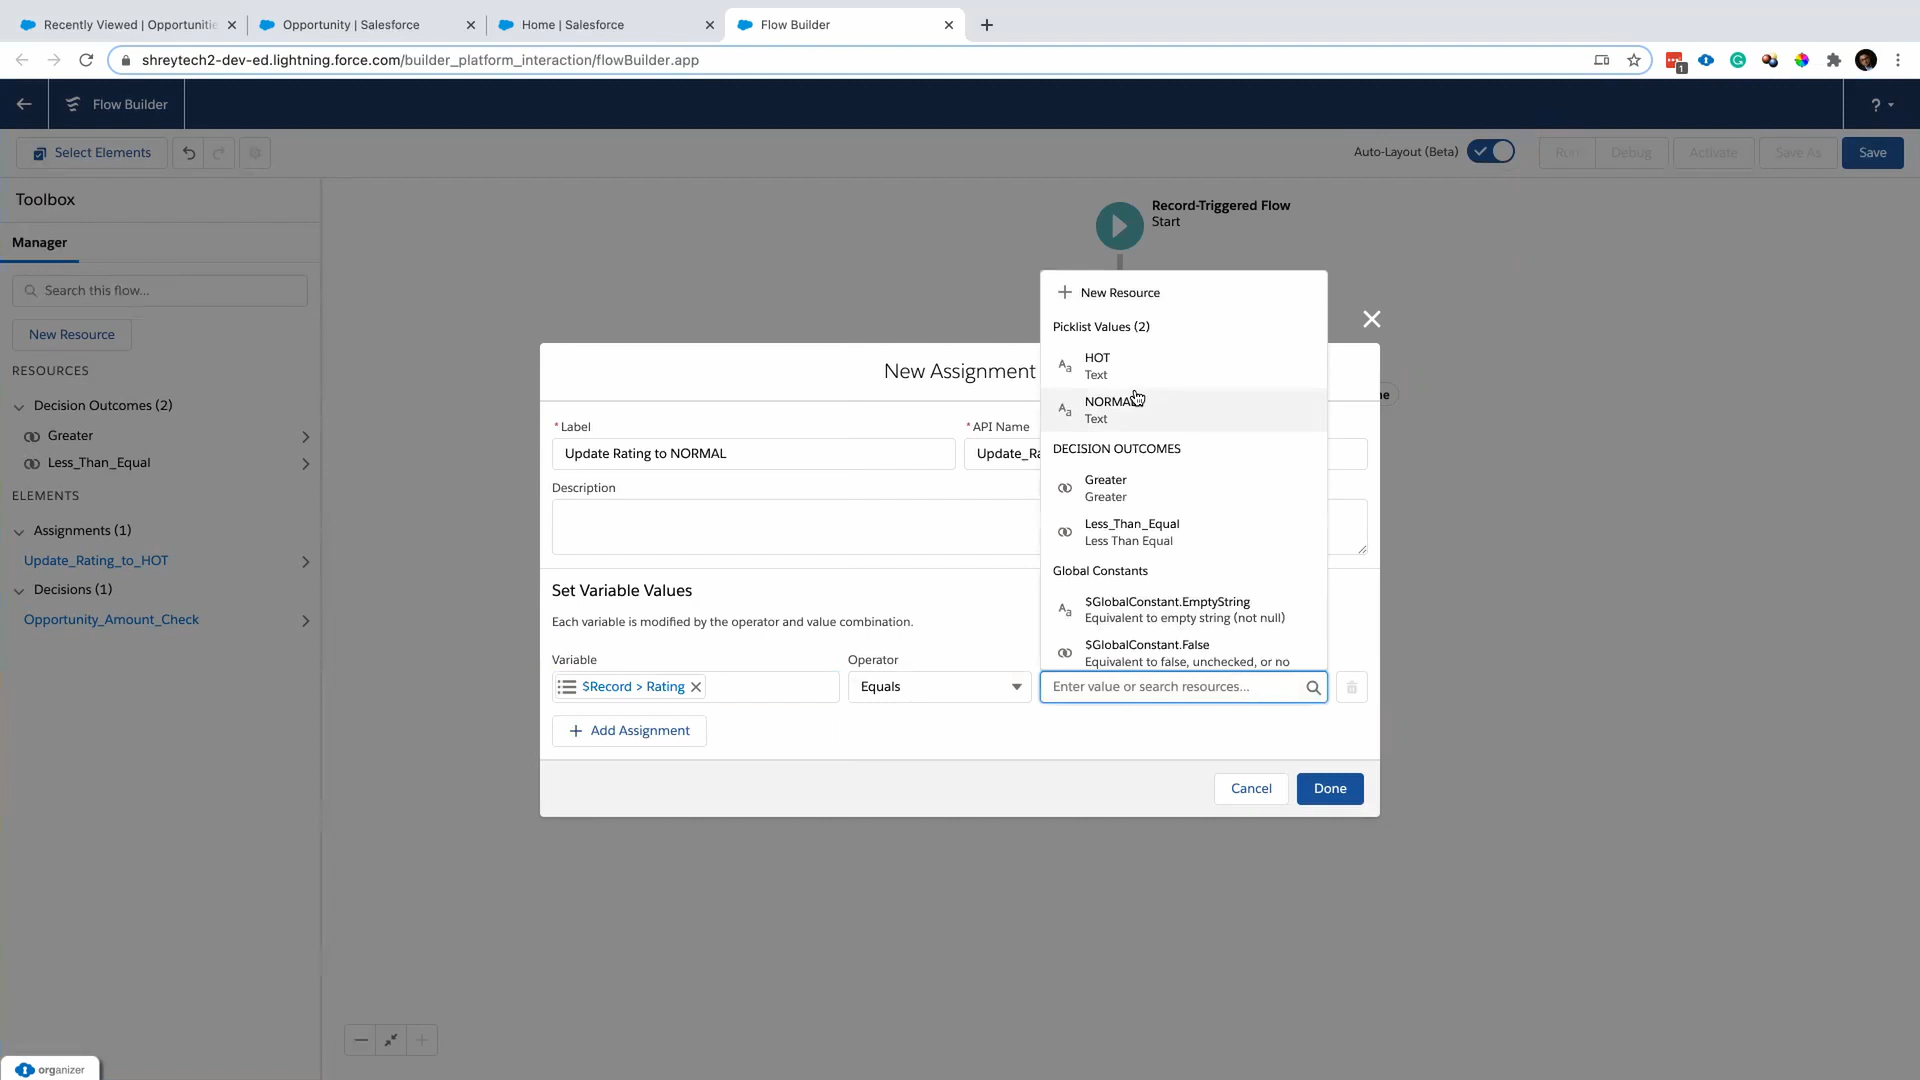 Recently Viewed | Opportunitie
Opportunity | Salesforce
Home | Salesforce
Flow Builder
shreytech2-dev-ed.lightning.force.com/builder_platform_interaction/flowBuilder.app
1
Flow Builder
?
Select Elements
Auto-Layout (Beta)
Run
Debug
Activate
Save As
Save
Toolbox
Manager
Search this flow...
New Resource
RESOURCES
Decision Outcomes (2)
Greater
Less_Than_Equal
ELEMENTS
Assignments (1)
Update_Rating_to_HOT
Decisions (1)
Opportunity_Amount_Check
Record-Triggered Flow
Start
New Assignment
*Label
Update Rating to NORMAL
*API Name
Update_Ra
Description
Set Variable Values
Each variable is modified by the operator and value combination.
Variable
$Record > Rating
Operator
Equals
Enter value or search resources...
Add Assignment
Cancel
Done
New Resource
Picklist Values (2)
HOT
Text
NORMAL
Text
DECISION OUTCOMES
Greater
Greater
Less_Than_Equal
Less Than Equal
Global Constants
$GlobalConstant.EmptyString
Equivalent to empty string (not null)
$GlobalConstant.False
Equivalent to false, unchecked, or no
organizer